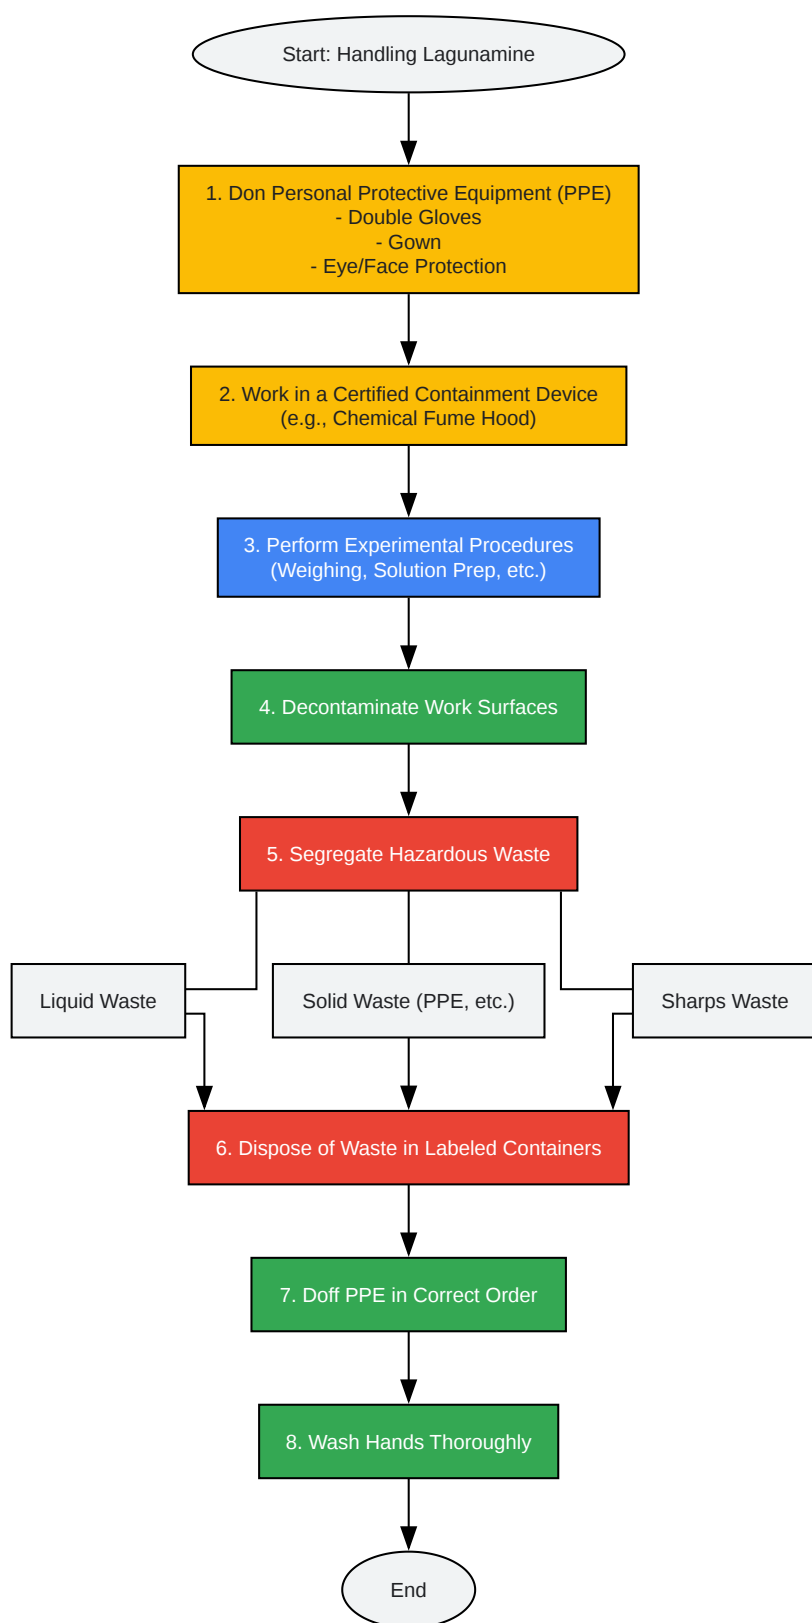 Start: Handling Lagunamine
1. Don Personal Protective Equipment (PPE)
- Double Gloves
- Gown
- Eye/Face Protection
2. Work in a Certified Containment Device
(e.g., Chemical Fume Hood)
3. Perform Experimental Procedures
(Weighing, Solution Prep, etc.)
4. Decontaminate Work Surfaces
5. Segregate Hazardous Waste
Liquid Waste
Solid Waste (PPE, etc.)
Sharps Waste
6. Dispose of Waste in Labeled Containers
7. Doff PPE in Correct Order
8. Wash Hands Thoroughly
End